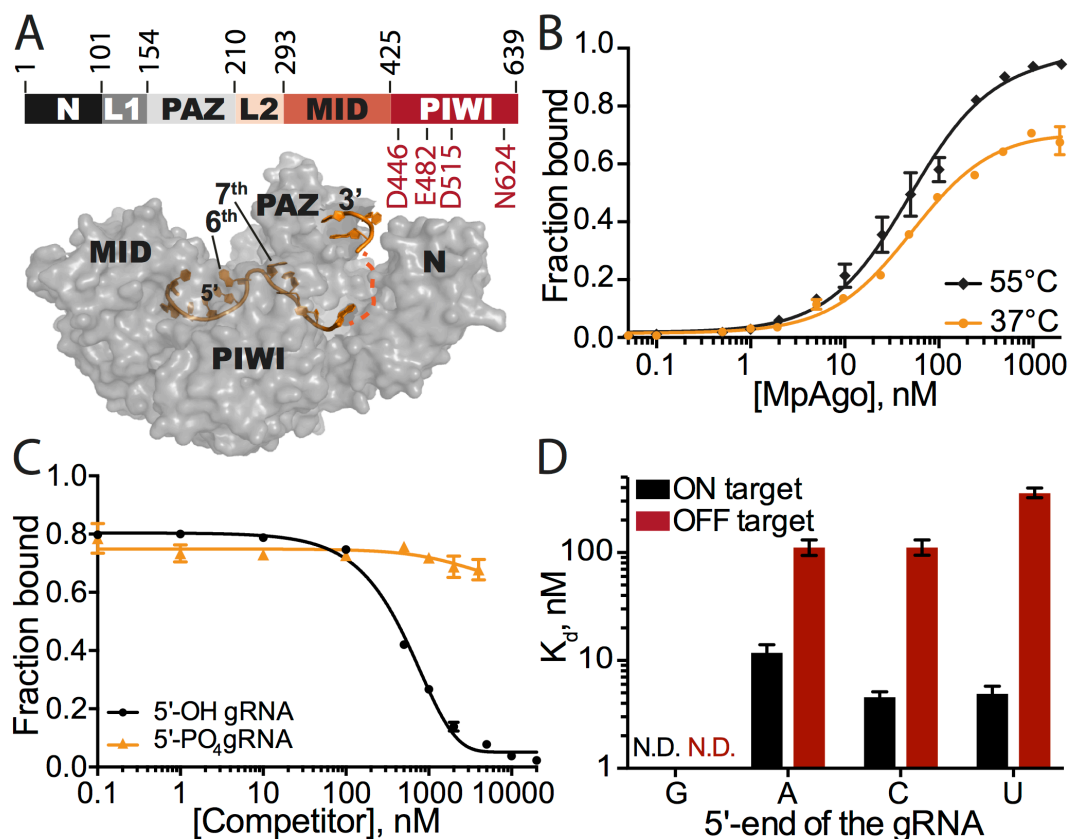 A
1
101
154
210
293
425
639
N L1 PAZ L2 MID PIWI
D446
E482
D515
N624
7th
6th
PAZ
3'
MID
5'
N
PIWI
B
Fraction bound
1.0
0.8
0.6
0.4
0.2
0.0
55°C
37°C
0.1 1 10 100 1000
[MpAgo], nM
C
Fraction bound
1.0
0.8
0.6
0.4
0.2
0.0
5'-OH gRNA
5'-PO4gRNA
0.1 1 10 100 1000 10000
[Competitor], nM
D
ON target
OFF target
Kd, nM
100
10
1
N.D. N.D.
G A C U
5'-end of the gRNA